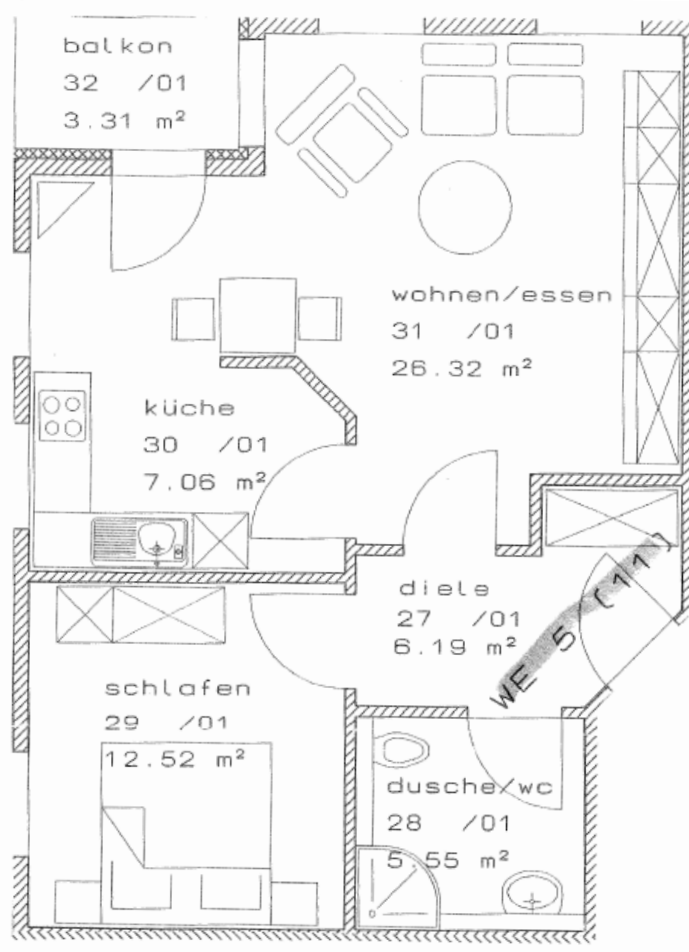 balkon
32 /01
3.31 m²
wohnen/essen
31 /01
26.32 m²
küche
30 /01
7.06 m²
diele
27 /01
6.19 m²
WE 5 (11)
schlafen
29 /01
12.52 m²
dusche/wc
28 /01
5.55 m²